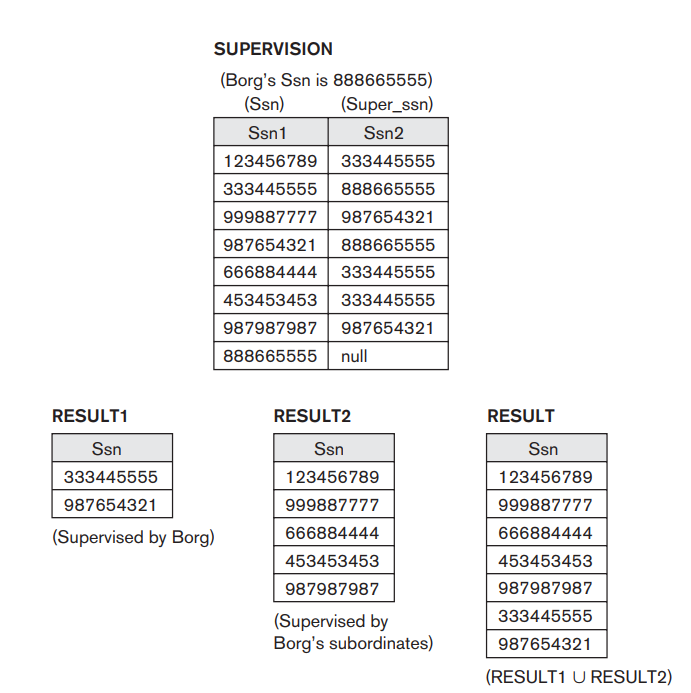 SUPERVISION
(Borg's Ssn is 888665555)
(Ssn) (Super_ssn)
Ssn1 Ssn2
123456789 333445555
333445555 888665555
999887777 987654321
987654321 888665555
666884444 333445555
453453453 333445555
987987987 987654321
888665555 null
RESULT1
Ssn
333445555
987654321
(Supervised by Borg)
RESULT2
Ssn
123456789
999887777
666884444
453453453
987987987
(Supervised by
Borg's subordinates)
RESULT
Ssn
123456789
999887777
666884444
453453453
987987987
333445555
987654321
(RESULT1 ∪ RESULT2)